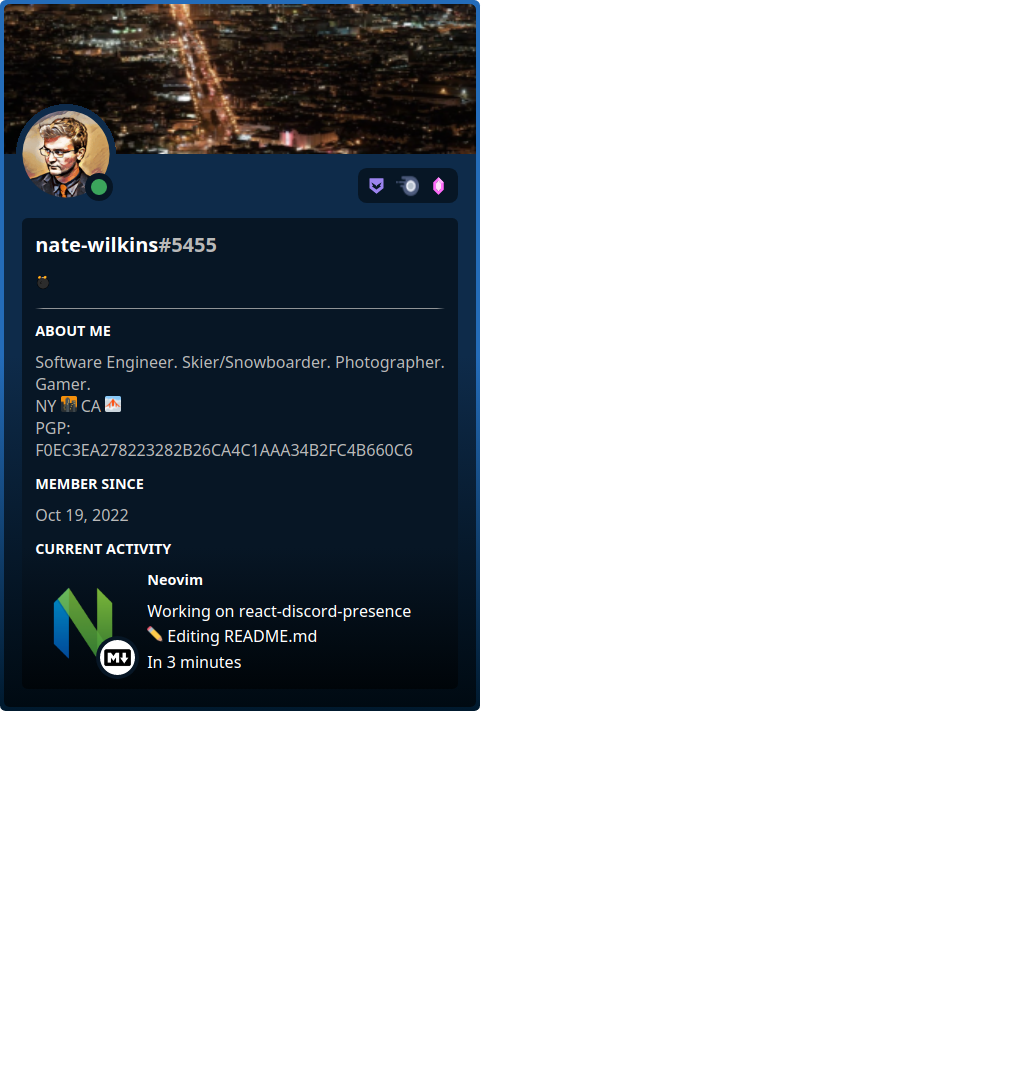 nate-wilkins#5455
ABOUT ME
Software Engineer. Skier/Snowboarder. Photographer.
Gamer.
NY 🌆 CA 🌁
PGP:
F0EC3EA278223282B26CA4C1AAA34B2FC4B660C6
MEMBER SINCE
Oct 19, 2022
CURRENT ACTIVITY
Neovim
Working on react-discord-presence
✏️ Editing README.md
In 3 minutes
M